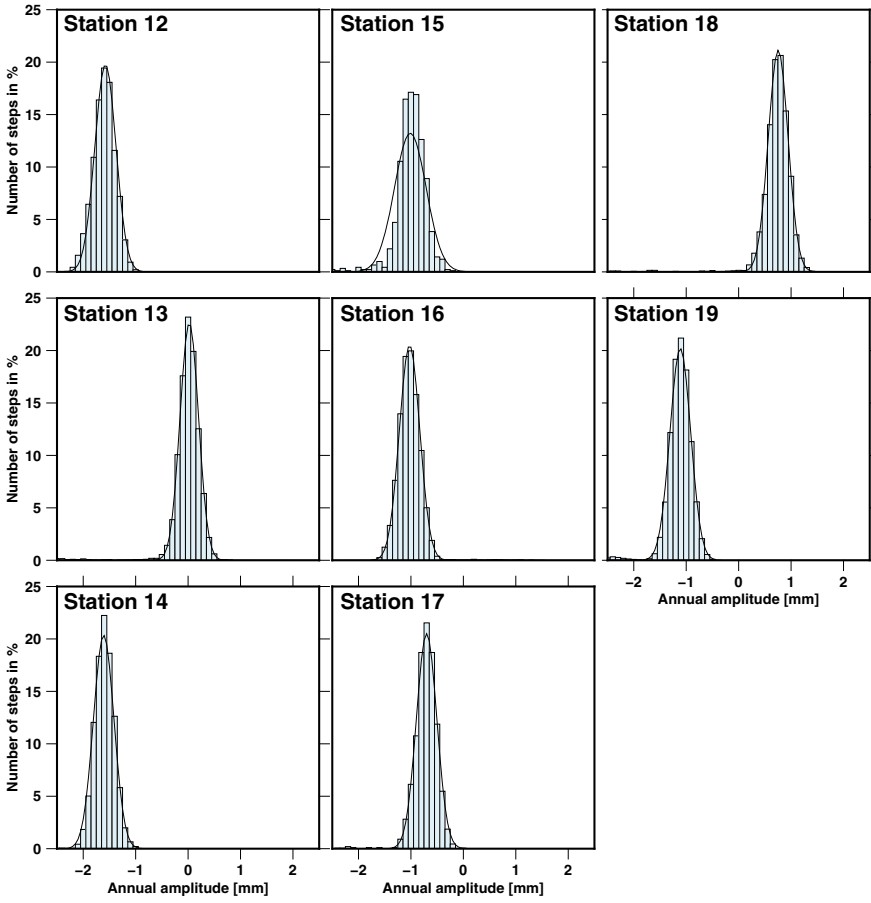 Station 12
Station 15
Station 18
25
20
15
10
5
0
Number of steps in %
Station 13
Station 16
Station 19
25
20
15
10
5
0
Number of steps in %
−2 −1 0 1 2
Annual amplitude [mm]
Station 14
Station 17
25
20
15
10
5
0
Number of steps in %
−2 −1 0 1 2
−2 −1 0 1 2
Annual amplitude [mm]
Annual amplitude [mm]